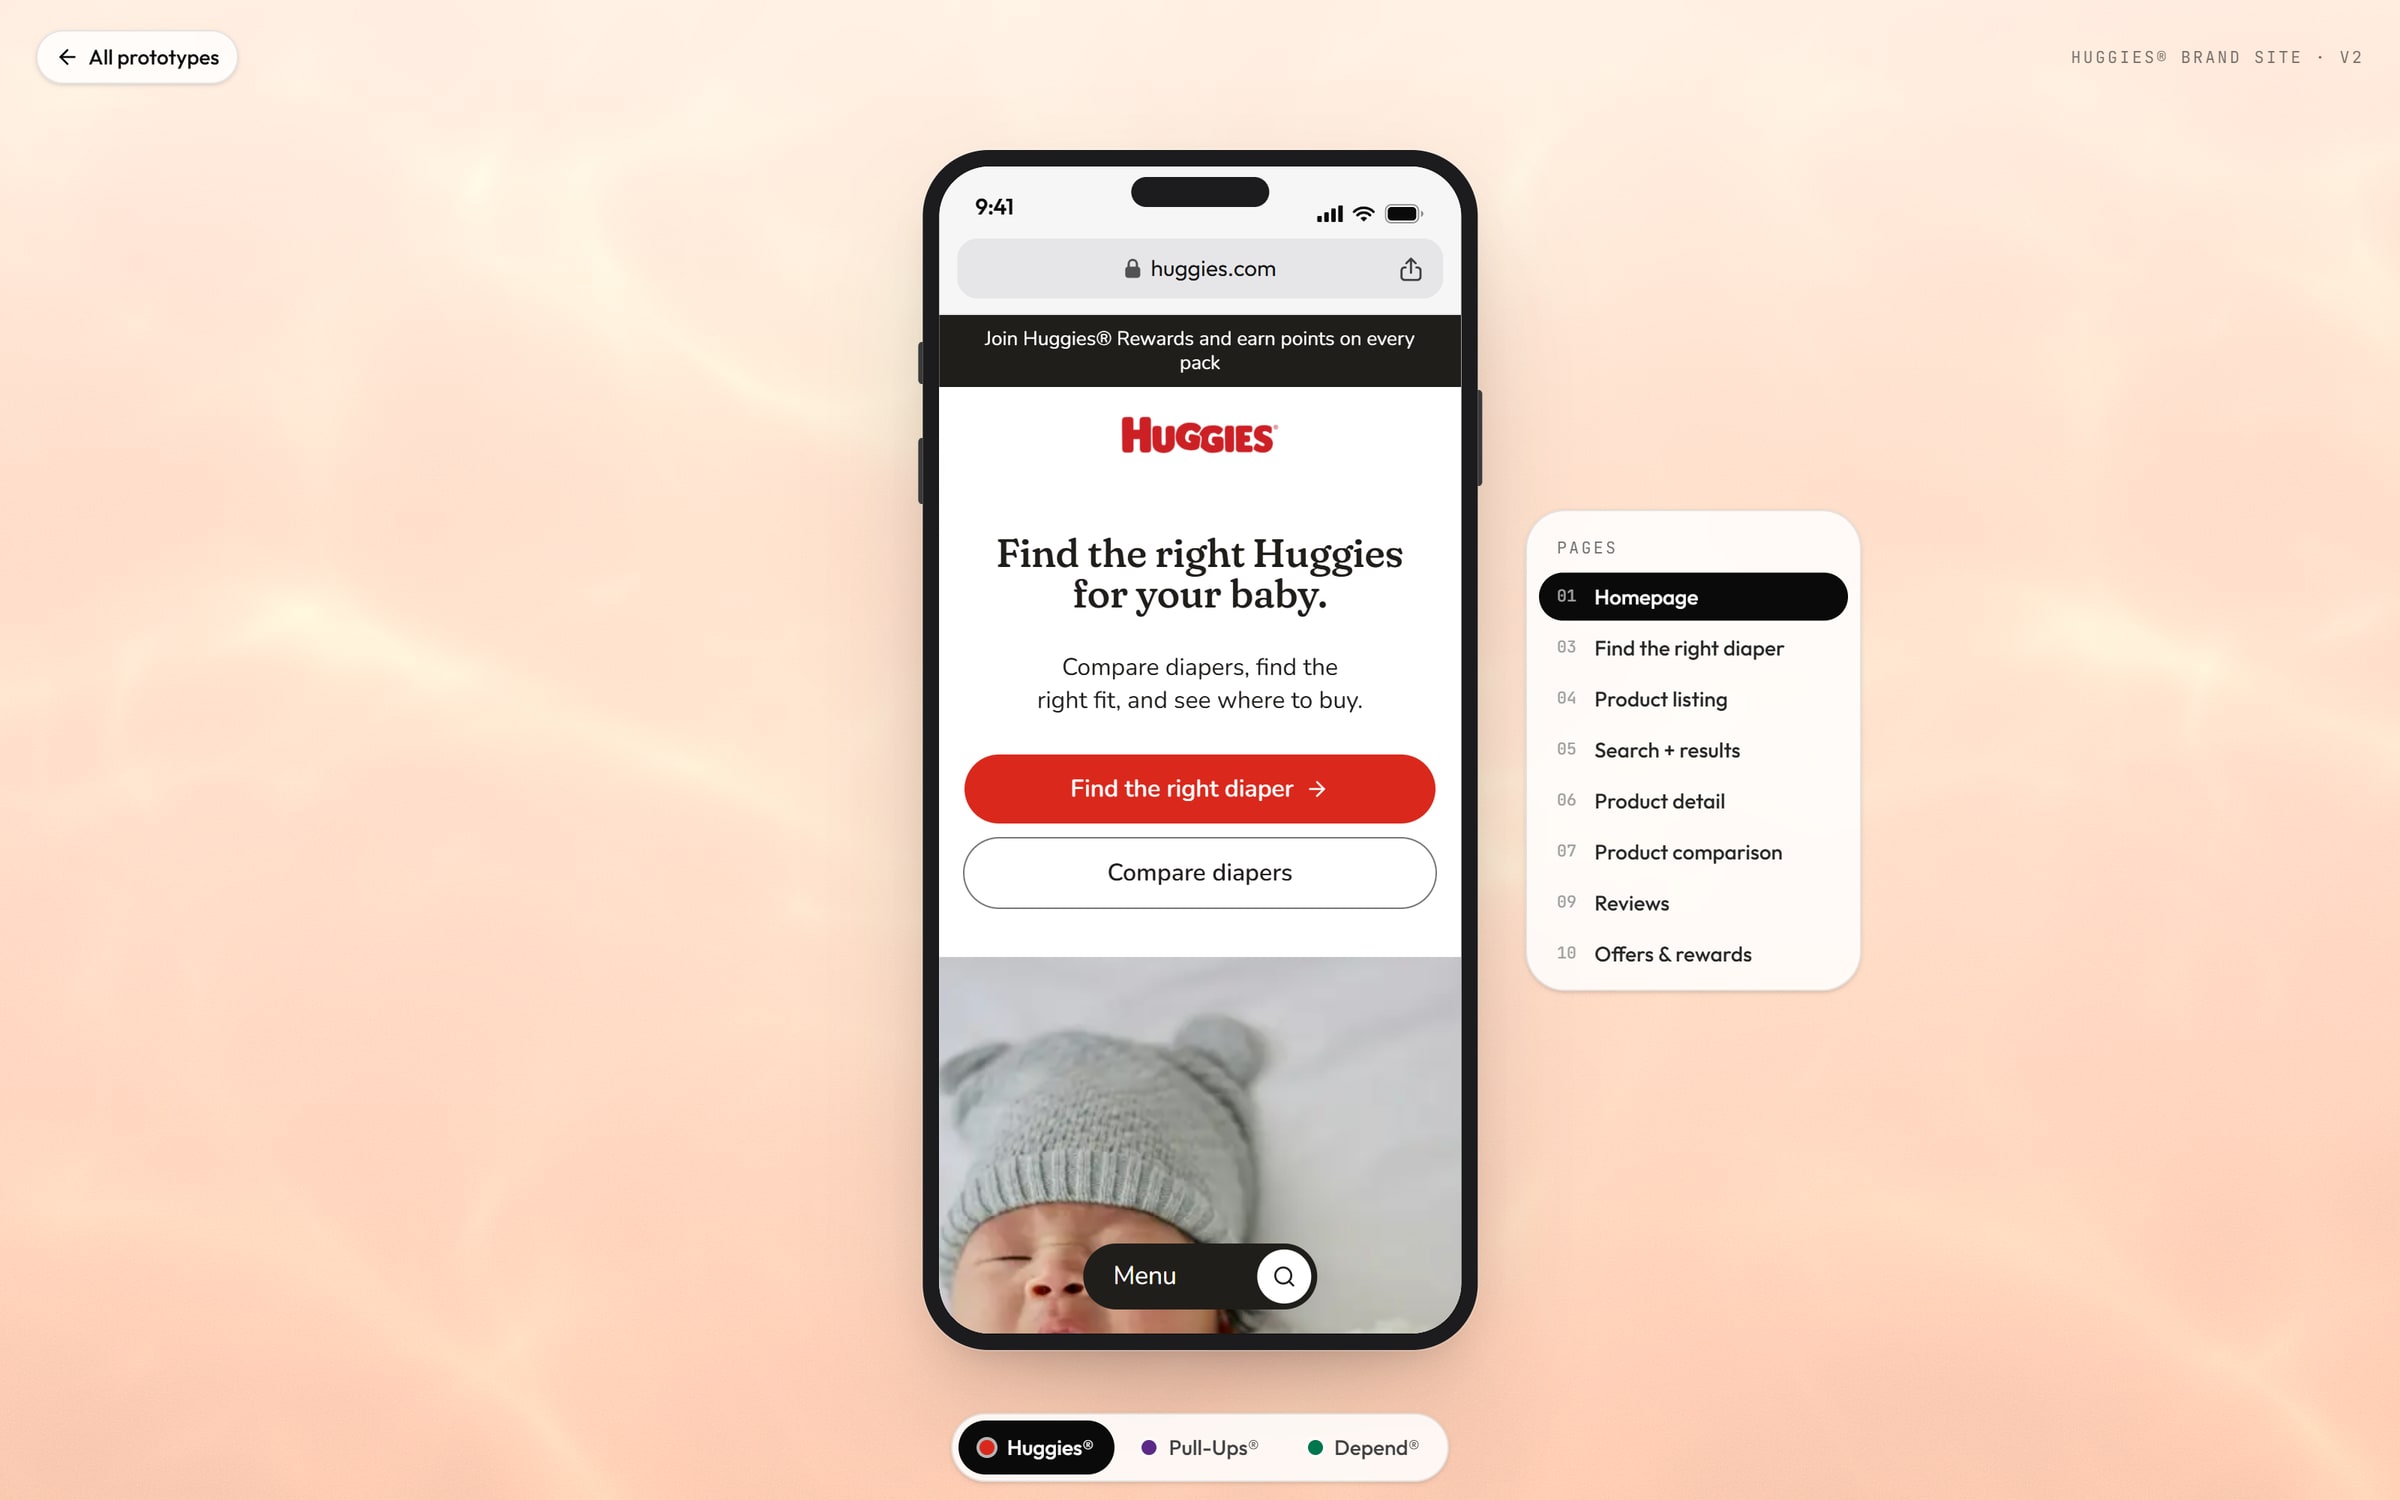 All prototypes
HUGGIES® BRAND SITE · V2
9:41
huggies.com
Join Huggies® Rewards and earn points on every
pack
HUGGIES®
Find the right Huggies
for your baby.
Compare diapers, find the
right fit, and see where to buy.
Find the right diaper
Compare diapers
Menu
PAGES
01 Homepage
03 Find the right diaper
04 Product listing
05 Search + results
06 Product detail
07 Product comparison
09 Reviews
10 Offers & rewards
Huggies® Pull-Ups® Depend®